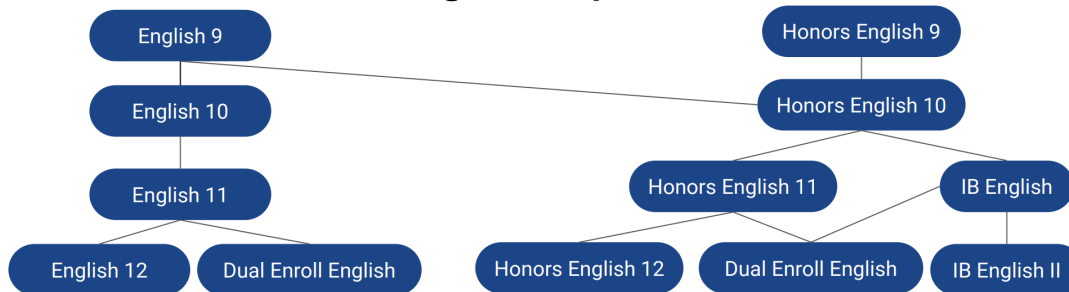 English 9
Honors English 9
English 10
Honors English 10
English 11
Honors English 11
IB English
English 12
Dual Enroll English
Honors English 12
Dual Enroll English
IB English II